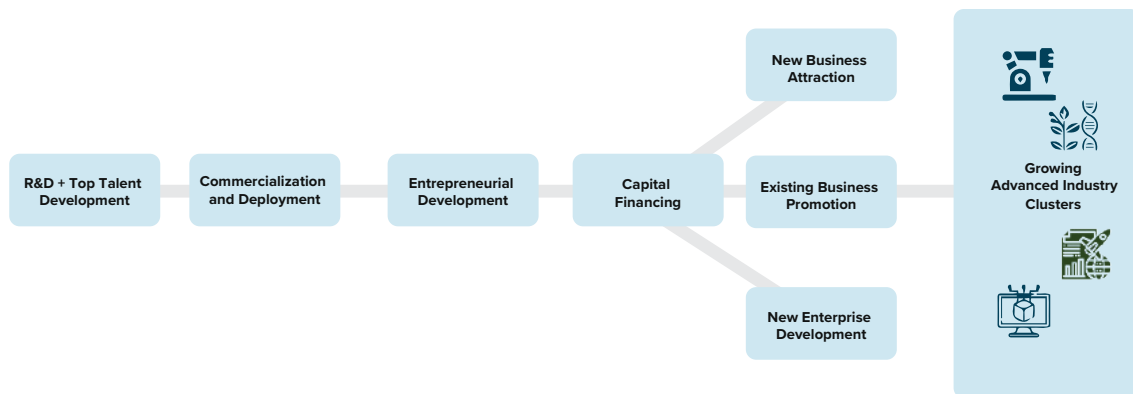 R&D + Top Talent
Development
Commercialization
and Deployment
Entrepreneurial
Development
Capital
Financing
New Business
Attraction
Existing Business
Promotion
New Enterprise
Development
Growing
Advanced Industry
Clusters